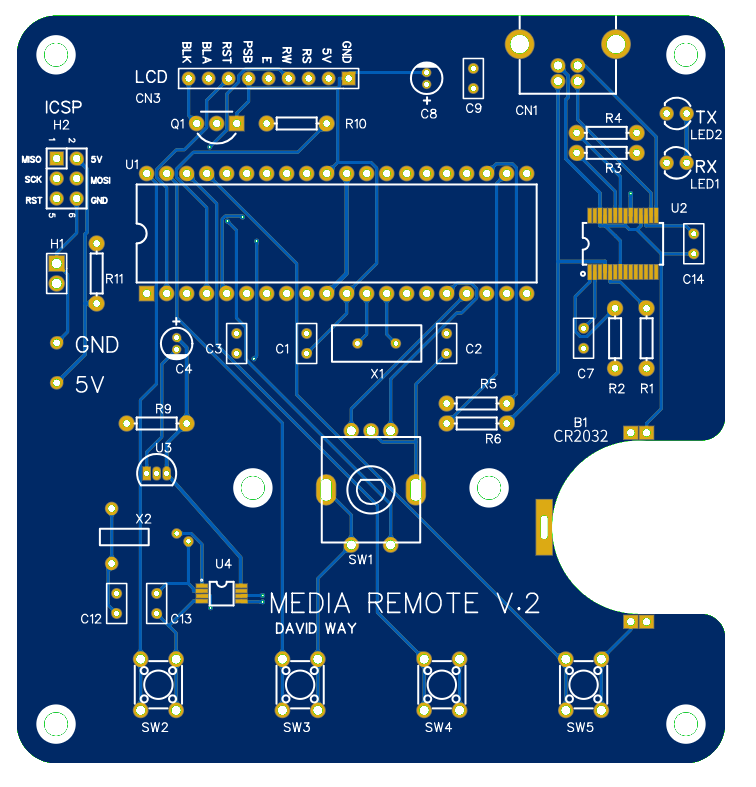 BLK BLA RST PSB E RW RS 5V GND
LCD
CN3
C8
C9
CN1
ICSP
H2
1 2
MISO 5V
SCK MOSI
RST GND
5 6
Q1
R10
R4
R3
TX
LED2
RX
LED1
U1
U2
C14
H1
R11
GND
5V
C4
C3
C1
X1
C2
C7
R2
R1
R5
R6
R9
U3
B1
CR2032
X2
SW1
U4
C12
C13
MEDIA REMOTE V.2
DAVID WAY
SW2
SW3
SW4
SW5